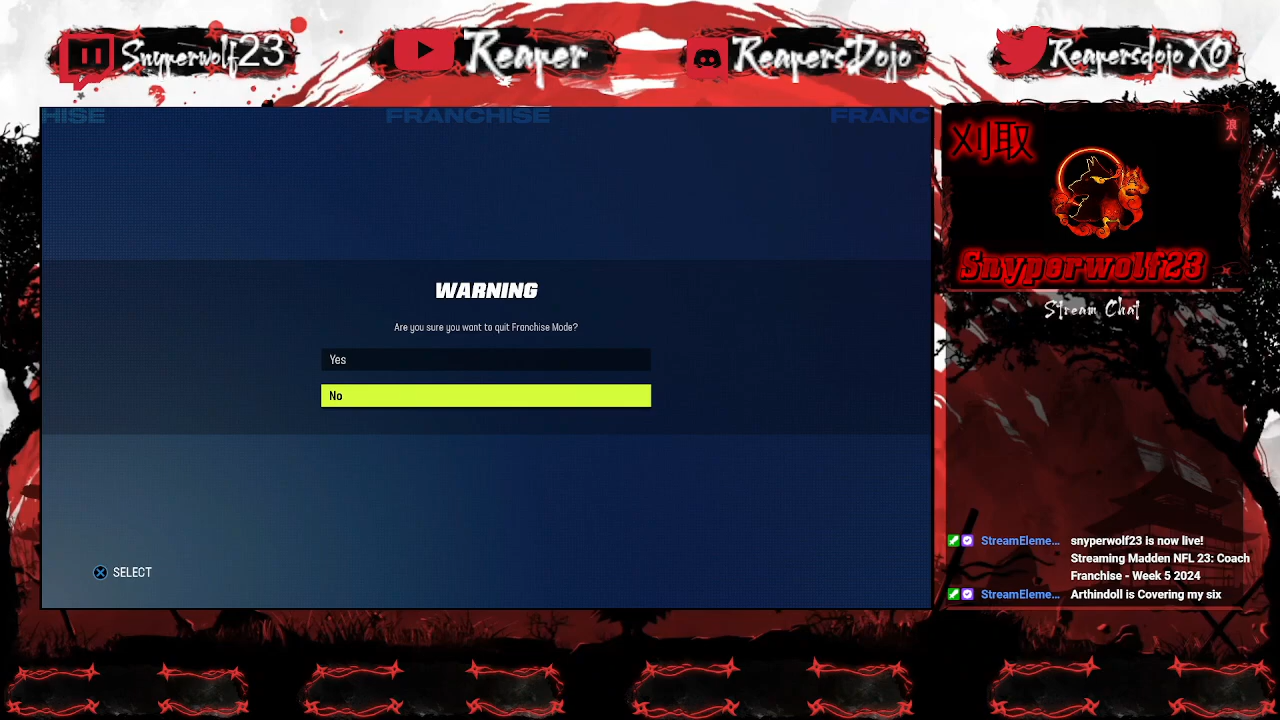 Snyperwolf23
Reaper
ReapersDojo
ReapersdojoXO
HISE
FRANCHISE
FRANC
刈取
浪人
Snyperwolf23
WARNING
Are you sure you want to quit Franchise Mode?
Yes
No
SELECT
Stream Chat
StreamEleme... snyperwolf23 is now live!
Streaming Madden NFL 23: Coach
Franchise - Week 5 2024
StreamEleme... Arthindoll is Covering my six